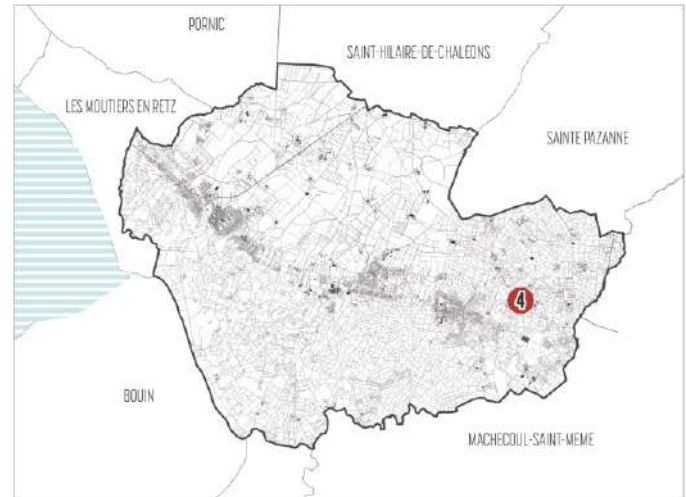 PORNIC
SAINT-HILAIRE-DE-CHALEONS
LES MOUTIERS EN RETZ
SAINTE PAZANNE
4
BOUIN
MACHECOUL-SAINT-MEME